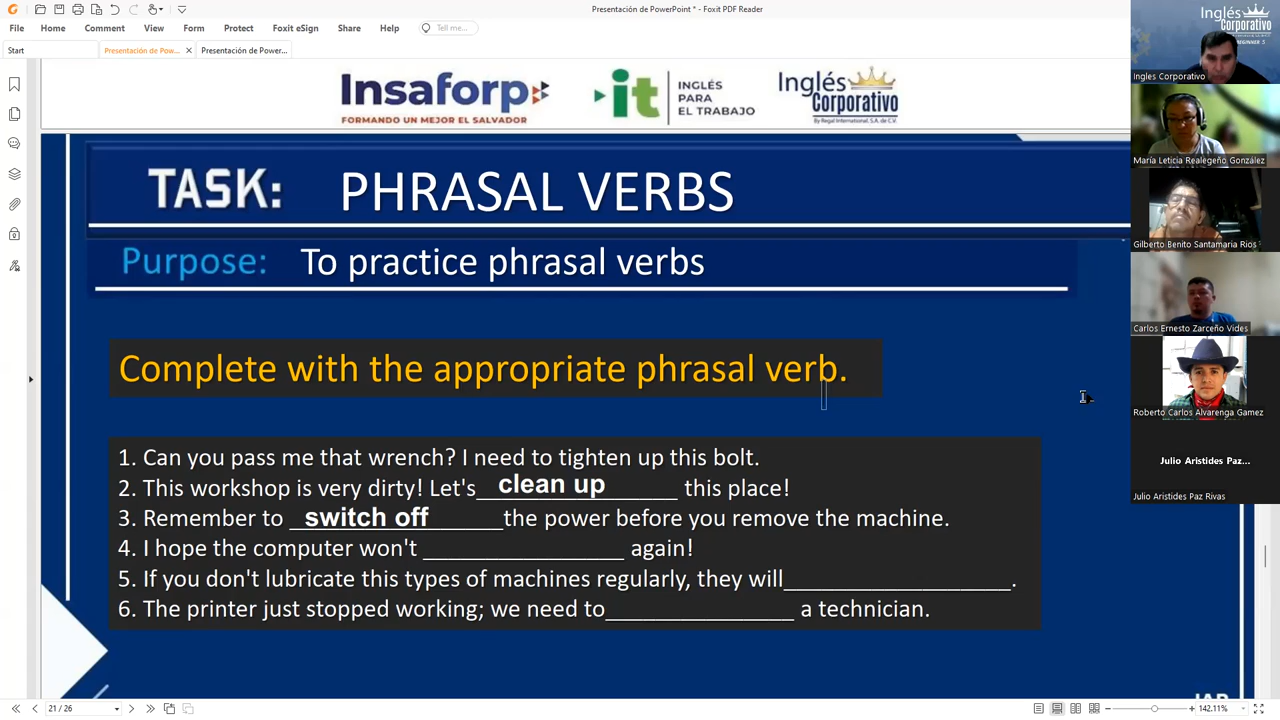 Presentación de PowerPoint * - Foxit PDF Reader
File Home Comment View Form Protect Foxit eSign Share Help Tell me...
Start Presentación de Pow... Presentación de Power...
Insaforp
FORMANDO UN MEJOR EL SALVADOR
it INGLÉS PARA EL TRABAJO
Inglés Corporativo
By Regal International, S.A. de C.V.
TASK: PHRASAL VERBS
Purpose: To practice phrasal verbs
Complete with the appropriate phrasal verb.
1. Can you pass me that wrench? I need to tighten up this bolt.
2. This workshop is very dirty! Let's clean up this place!
3. Remember to switch off the power before you remove the machine.
4. I hope the computer won't ________________ again!
5. If you don't lubricate this types of machines regularly, they will__________________.
6. The printer just stopped working; we need to_______________ a technician.
Inglés Corporativo
BEGINNER 5
Ingles Corporativo
María Leticia Realegeño González
Gilberto Benito Santamaria Rios
Carlos Ernesto Zarceño Vides
Roberto Carlos Alvarenga Gamez
Julio Aristides Paz...
Julio Aristides Paz Rivas
21 / 26
142.11%